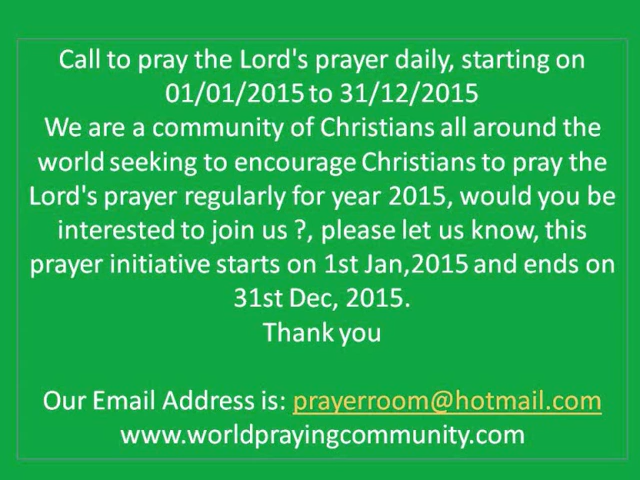 Call to pray the Lord's prayer daily, starting on
01/01/2015 to 31/12/2015
We are a community of Christians all around the
world seeking to encourage Christians to pray the
Lord's prayer regularly for year 2015, would you be
interested to join us ?, please let us know, this
prayer initiative starts on 1st Jan,2015 and ends on
31st Dec, 2015.
Thank you
Our Email Address is: prayerroom@hotmail.com
www.worldprayingcommunity.com